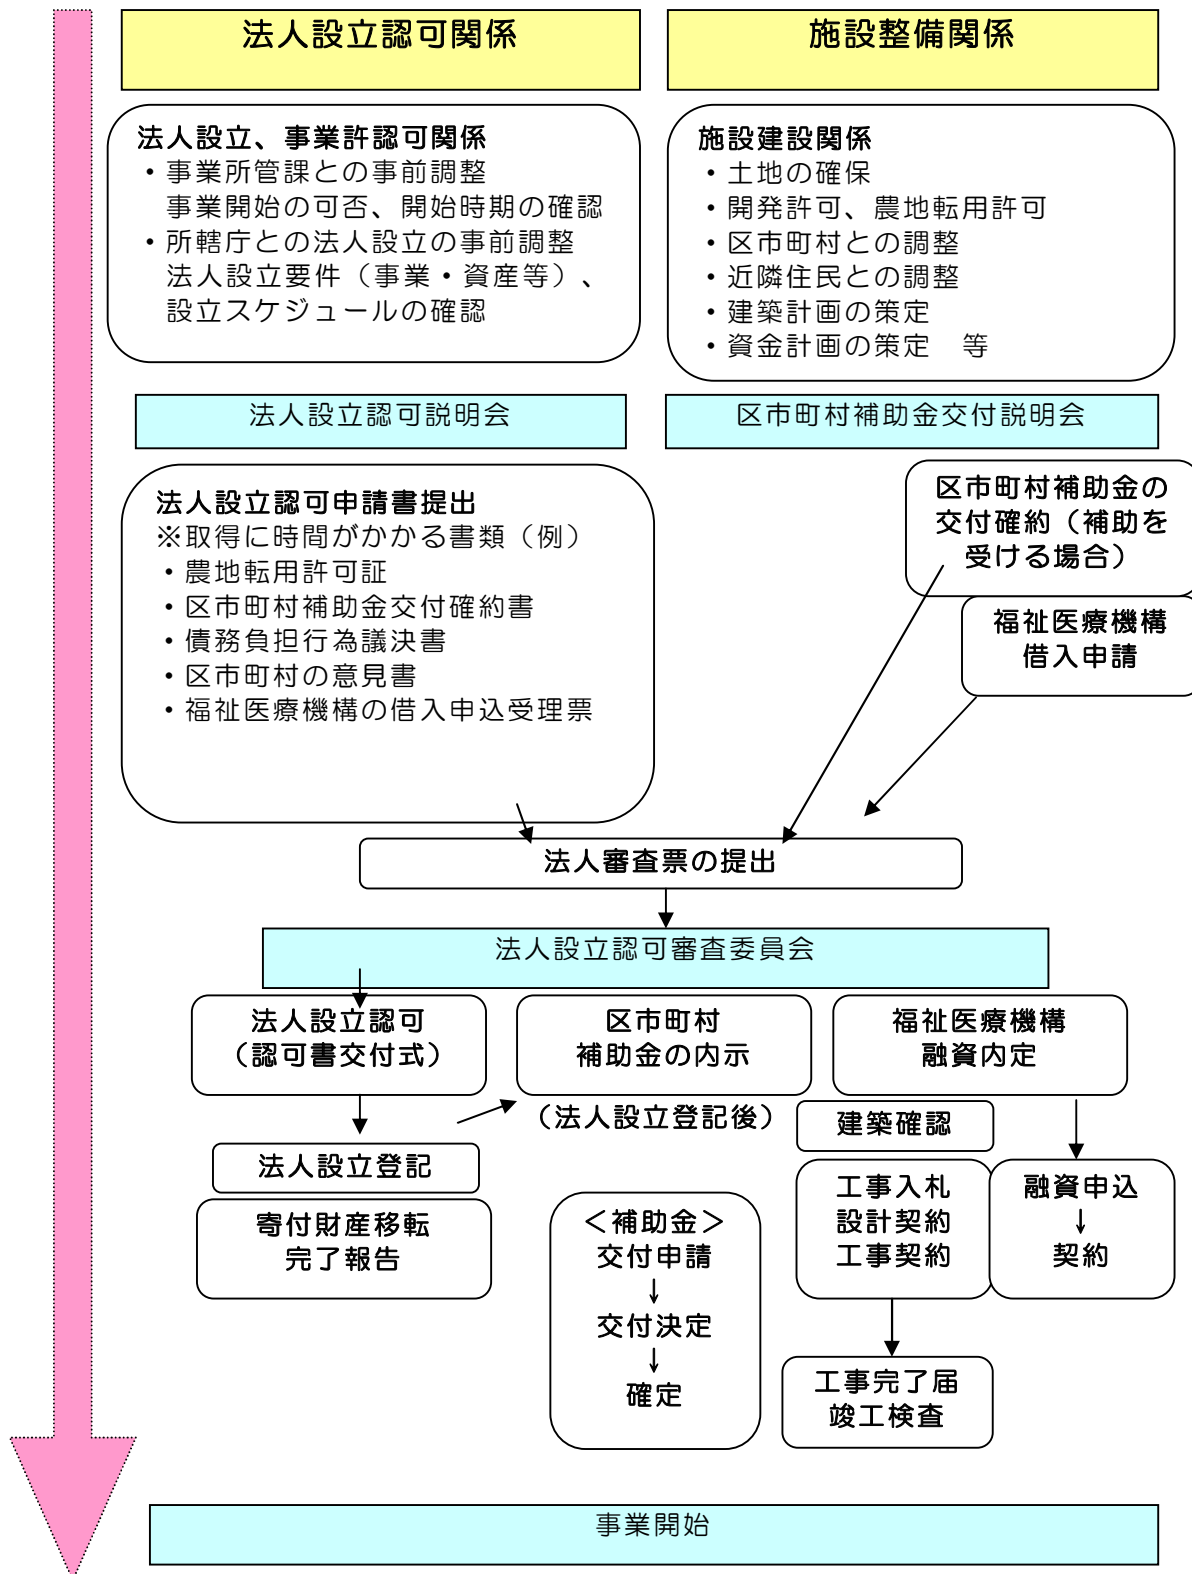 法人設立認可関係
施設整備関係
法人設立、事業許認可関係
・事業所管課との事前調整
事業開始の可否、開始時期の確認
・所轄庁との法人設立の事前調整
法人設立要件（事業・資産等）、
設立スケジュールの確認
施設建設関係
・土地の確保
・開発許可、農地転用許可
・区市町村との調整
・近隣住民との調整
・建築計画の策定
・資金計画の策定　等
法人設立認可説明会
区市町村補助金交付説明会
法人設立認可申請書提出
※取得に時間がかかる書類（例）
・農地転用許可証
・区市町村補助金交付確約書
・債務負担行為議決書
・区市町村の意見書
・福祉医療機構の借入申込受理票
区市町村補助金の
交付確約（補助を
受ける場合）
福祉医療機構
借入申請
法人審査票の提出
法人設立認可審査委員会
法人設立認可
（認可書交付式）
区市町村
補助金の内示
福祉医療機構
融資内定
（法人設立登記後）
建築確認
法人設立登記
寄付財産移転
完了報告
＜補助金＞
交付申請
↓
交付決定
↓
確定
工事入札
設計契約
工事契約
融資申込
↓
契約
工事完了届
竣工検査
事業開始